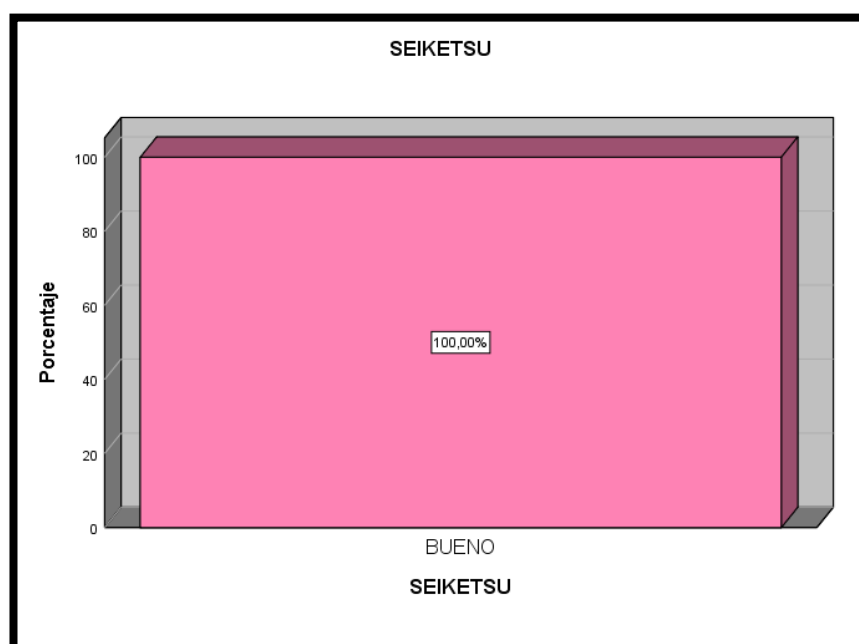 SEIKETSU
Porcentaje
100
80
60
40
20
0
100,00%
BUENO
SEIKETSU